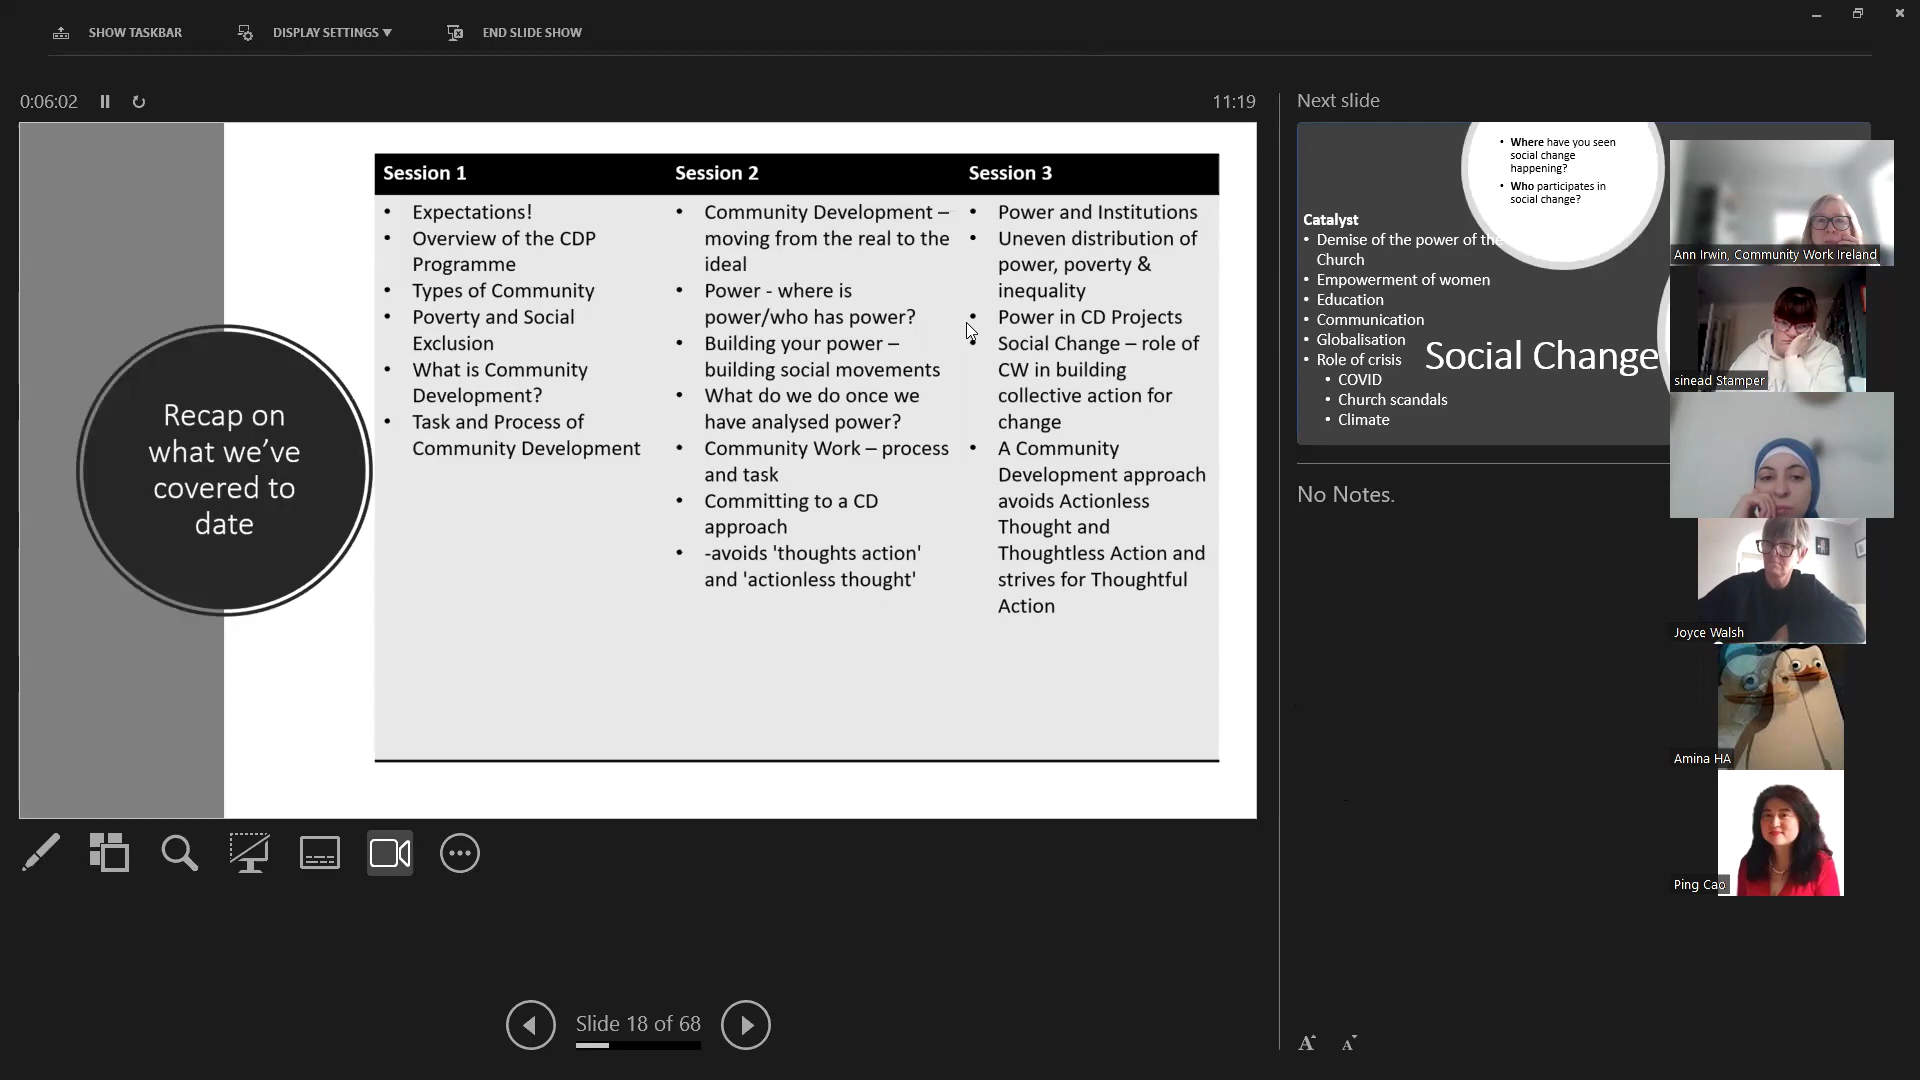 SHOW TASKBAR
DISPLAY SETTINGS ▼
END SLIDE SHOW
0:06:02
11:19
Recap on
what we’ve
covered to
date
Session 1
• Expectations!
• Overview of the CDP
Programme
• Types of Community
• Poverty and Social
Exclusion
• What is Community
Development?
• Task and Process of
Community Development
Session 2
• Community Development –
moving from the real to the
ideal
• Power - where is
power/who has power?
• Building your power –
building social movements
• What do we do once we
have analysed power?
• Community Work – process
and task
• Committing to a CD
approach
• -avoids 'thoughts action'
and 'actionless thought'
Session 3
• Power and Institutions
• Uneven distribution of
power, poverty &
inequality
• Power in CD Projects
• Social Change – role of
CW in building
collective action for
change
• A Community
Development approach
avoids Actionless
Thought and
Thoughtless Action and
strives for Thoughtful
Action
Slide 18 of 68
Next slide
• Where have you seen
social change
happening?
• Who participates in
social change?
Catalyst
• Demise of the power of the
Church
• Empowerment of women
• Education
• Communication
• Globalisation
• Role of crisis
• COVID
• Church scandals
• Climate
Social Change
No Notes.
A
A
Ann Irwin, Community Work Ireland
sinead Stamper
Joyce Walsh
Amina HA
Ping Cao